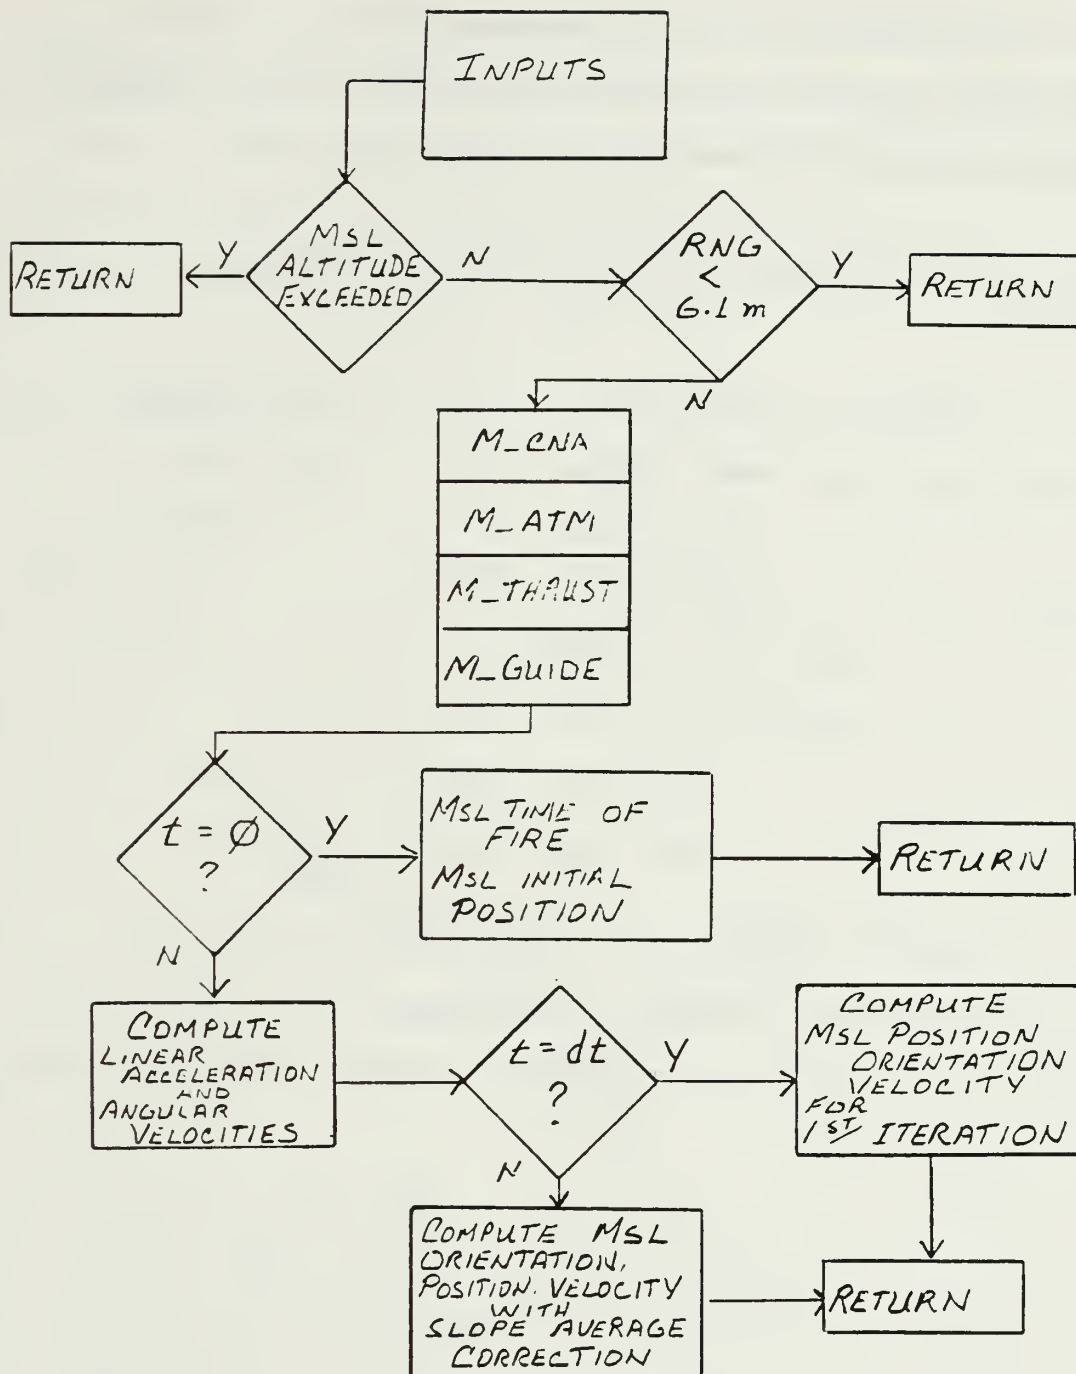 INPUTS
MSL
ALTITUDE
EXCEEDED
Y
RETURN
N
RNG
<
6.1 m
Y
RETURN
N
M_CNA
M_ATM
M_THRUST
M_GUIDE
t = Ø
?
Y
MSL TIME OF
FIRE
MSL INITIAL
POSITION
RETURN
N
COMPUTE
LINEAR
ACCELERATION
AND
ANGULAR
VELOCITIES
t = dt
?
Y
COMPUTE
MSL POSITION
ORIENTATION
VELOCITY
FOR
1ST ITERATION
N
COMPUTE MSL
ORIENTATION,
POSITION, VELOCITY
WITH
SLOPE AVERAGE
CORRECTION
RETURN